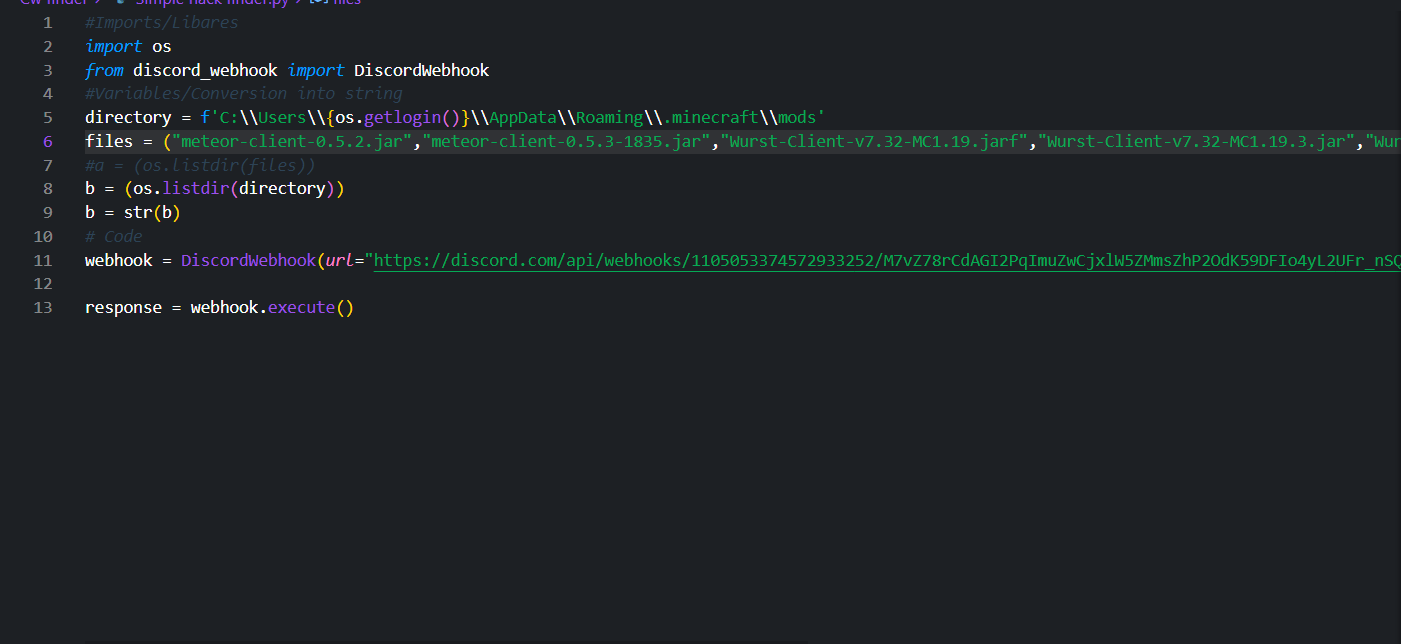 CW finder > Simple hack finder.py > files
1 #Imports/Libares
2 import os
3 from discord_webhook import DiscordWebhook
4 #Variables/Conversion into string
5 directory = f'C:\\Users\\{os.getlogin()}\\AppData\\Roaming\\.minecraft\\mods'
6 files = ("meteor-client-0.5.2.jar","meteor-client-0.5.3-1835.jar","Wurst-Client-v7.32-MC1.19.jarf","Wurst-Client-v7.32-MC1.19.3.jar","Wur
7 #a = (os.listdir(files))
8 b = (os.listdir(directory))
9 b = str(b)
10 # Code
11 webhook = DiscordWebhook(url="https://discord.com/api/webhooks/1105053374572933252/M7vZ78rCdAGI2PqImuZwCjxlW5ZMmsZhP2OdK59DFIo4yL2UFr_nSQ
12
13 response = webhook.execute()